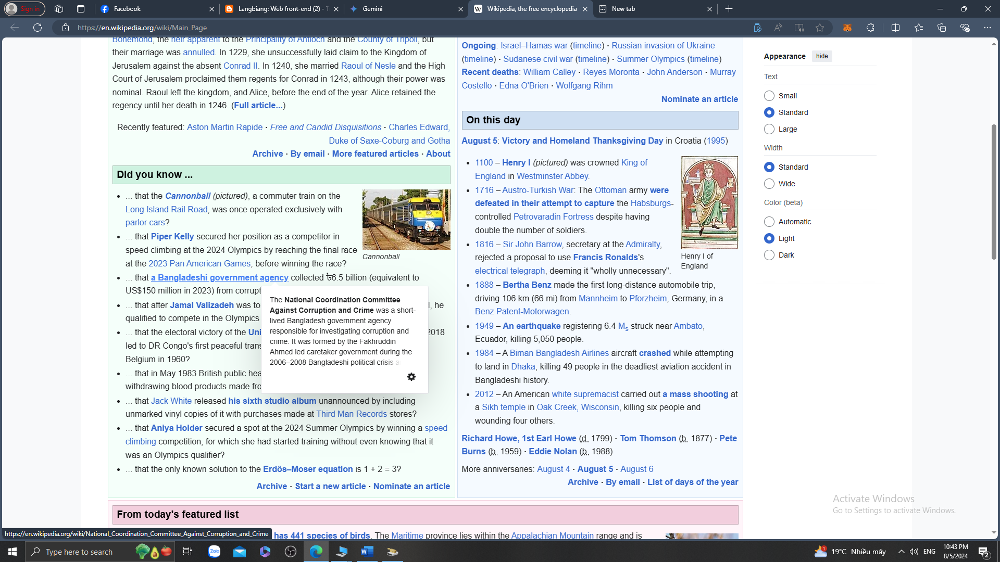 Sign in
Facebook
Langbiang: Web front-end (2) - T
Gemini
Wikipedia, the free encyclopedia
New tab
https://en.wikipedia.org/wiki/Main_Page
Bohemond, the heir apparent to the Principality of Antioch and the County of Tripoli, but
their marriage was annulled. In 1229, she unsuccessfully laid claim to the Kingdom of
Jerusalem against the absent Conrad II. In 1240, she married Raoul of Nesle and the High
Court of Jerusalem proclaimed them regents for Conrad in 1243, although their power was
nominal. Raoul left the kingdom, and Alice, before the end of the year. Alice retained the
regency until her death in 1246. (Full article...)
Recently featured: Aston Martin Rapide · Free and Candid Disquisitions · Charles Edward,
Duke of Saxe-Coburg and Gotha
Archive · By email · More featured articles · About
Did you know ...
... that the Cannonball (pictured), a commuter train on the
Long Island Rail Road, was once operated exclusively with
parlor cars?
... that Piper Kelly secured her position as a competitor in
speed climbing at the 2024 Olympics by reaching the final race
at the 2023 Pan American Games, before winning the race?
Cannonball
... that a Bangladeshi government agency collected ৳6.5 billion (equivalent to
US$150 million in 2023) from corrupt
... that after Jamal Valizadeh was to
, he
qualified to compete in the Olympics
... that the electoral victory of the Uni
2018
led to DR Congo's first peaceful trans
Belgium in 1960?
... that in May 1983 British public hea
withdrawing blood products made fro
The National Coordination Committee
Against Corruption and Crime was a short-
lived Bangladesh government agency
responsible for investigating corruption and
crime. It was formed by the Fakhruddin
Ahmed led caretaker government during the
2006–2008 Bangladeshi political crisis a
... that Jack White released his sixth studio album unannounced by including
unmarked vinyl copies of it with purchases made at Third Man Records stores?
... that Aniya Holder secured a spot at the 2024 Summer Olympics by winning a speed
climbing competition, for which she had started training without even knowing that it
was an Olympics qualifier?
... that the only known solution to the Erdős–Moser equation is 1 + 2 = 3?
Archive · Start a new article · Nominate an article
Ongoing: Israel–Hamas war (timeline) · Russian invasion of Ukraine
(timeline) · Sudanese civil war (timeline) · Summer Olympics (timeline)
Recent deaths: William Calley · Reyes Moronta · John Anderson · Murray
Costello · Edna O'Brien · Wolfgang Rihm
Nominate an article
On this day
August 5: Victory and Homeland Thanksgiving Day in Croatia (1995)
1100 – Henry I (pictured) was crowned King of
England in Westminster Abbey.
1716 – Austro-Turkish War: The Ottoman army were
defeated in their attempt to capture the Habsburgs-
controlled Petrovaradin Fortress despite having
double the number of soldiers.
1816 – Sir John Barrow, secretary at the Admiralty,
rejected a proposal to use Francis Ronalds's
electrical telegraph, deeming it "wholly unnecessary".
Henry I of
England
1888 – Bertha Benz made the first long-distance automobile trip,
driving 106 km (66 mi) from Mannheim to Pforzheim, Germany, in a
Benz Patent-Motorwagen.
1949 – An earthquake registering 6.4 Ms struck near Ambato,
Ecuador, killing 5,050 people.
1984 – A Biman Bangladesh Airlines aircraft crashed while attempting
to land in Dhaka, killing 49 people in the deadliest aviation accident in
Bangladeshi history.
2012 – An American white supremacist carried out a mass shooting at
a Sikh temple in Oak Creek, Wisconsin, killing six people and
wounding four others.
Richard Howe, 1st Earl Howe (d. 1799) · Tom Thomson (b. 1877) · Pete
Burns (b. 1959) · Eddie Nolan (b. 1988)
More anniversaries: August 4 · August 5 · August 6
Archive · By email · List of days of the year
Appearance
hide
Text
Small
Standard
Large
Width
Standard
Wide
Color (beta)
Automatic
Light
Dark
From today's featured list
has 441 species of birds. The Maritime province lies within the Appalachian Mountain range and is
Activate Windows
Go to Settings to activate Windows.
https://en.wikipedia.org/wiki/National_Coordination_Committee_Against_Corruption_and_Crime
Type here to search
Zalo
1
19°C Nhiều mây
ENG
10:43 PM
8/5/2024
2